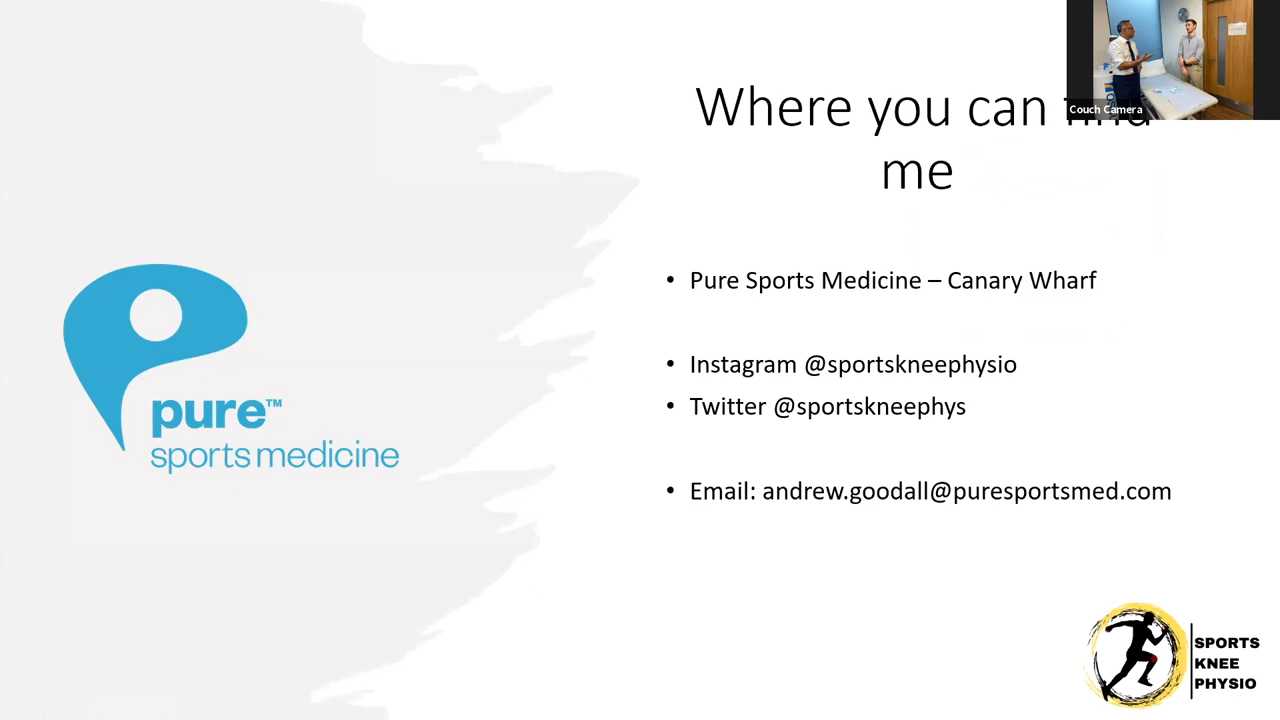 Where you can find
me
Couch Camera
• Pure Sports Medicine – Canary Wharf
• Instagram @sportskneephysio
• Twitter @sportskneephys
• Email: andrew.goodall@puresportsmed.com
pure™
sports medicine
SPORTS
KNEE
PHYSIO